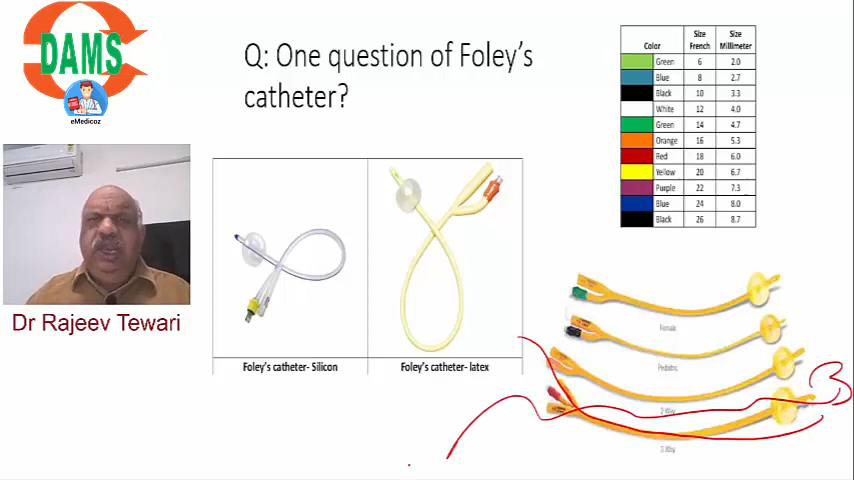 DAMS
eMedicoz
Q: One question of Foley's
catheter?
Dr Rajeev Tewari
Foley's catheter- Silicon
Foley's catheter- latex
Color Size French Size Millimeter
Green 6 2.0
Blue 8 2.7
Black 10 3.3
White 12 4.0
Green 14 4.7
Orange 16 5.3
Red 18 6.0
Yellow 20 6.7
Purple 22 7.3
Blue 24 8.0
Black 26 8.7
Female
Pediatric
2 Way
3 Way
3